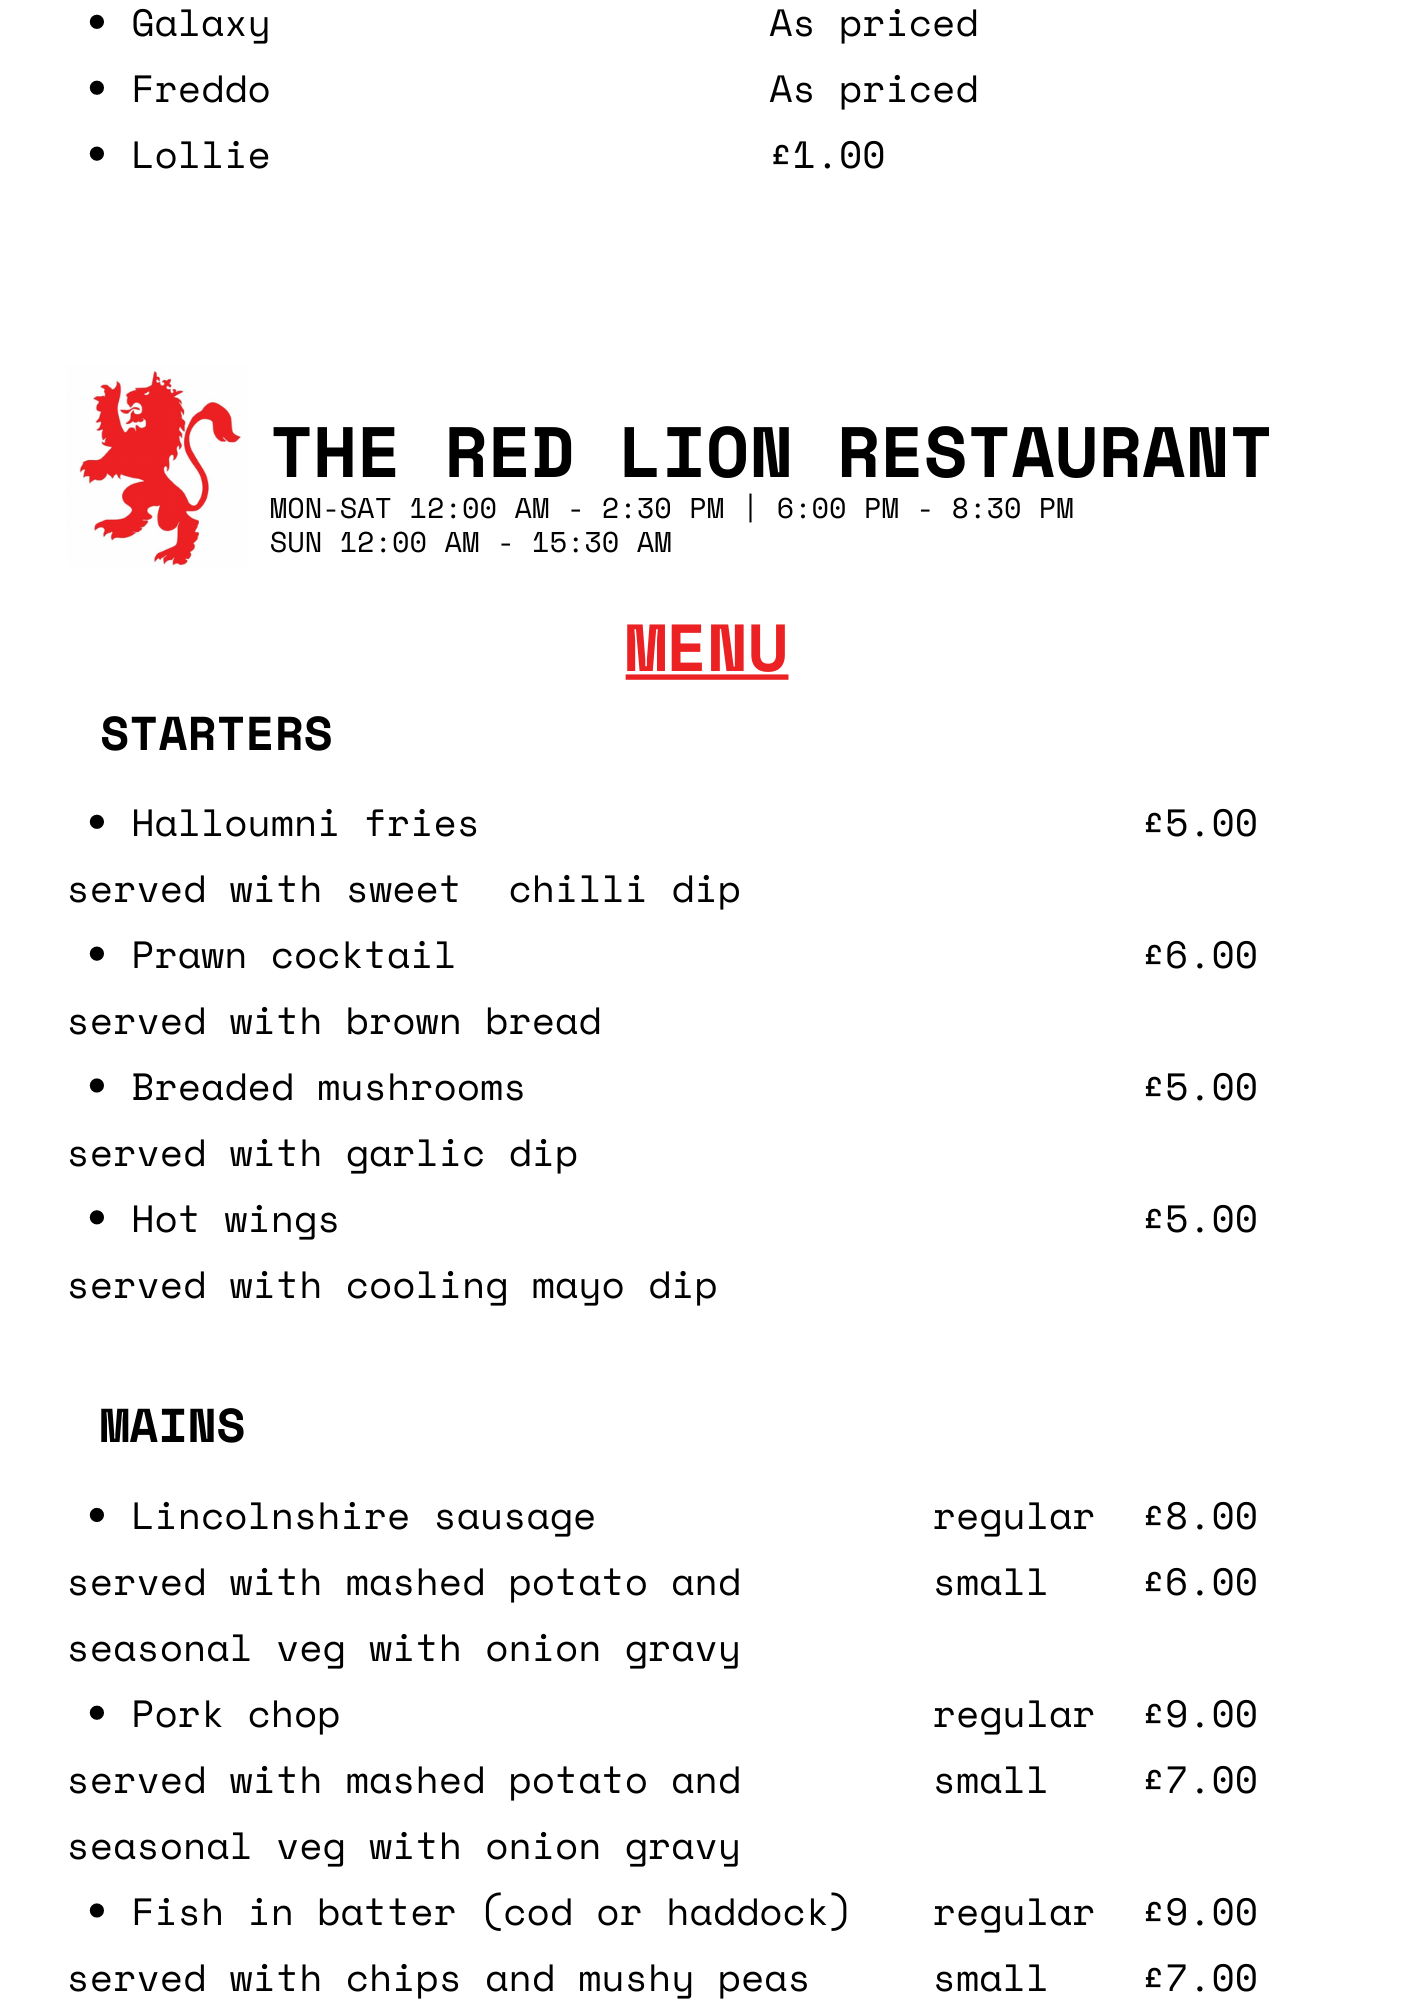 • Galaxy As priced
• Freddo As priced
• Lollie £1.00
THE RED LION RESTAURANT
MON-SAT 12:00 AM - 2:30 PM | 6:00 PM - 8:30 PM
SUN 12:00 AM - 15:30 AM
MENU
STARTERS
• Halloumni fries £5.00
served with sweet  chilli dip
• Prawn cocktail £6.00
served with brown bread
• Breaded mushrooms £5.00
served with garlic dip
• Hot wings £5.00
served with cooling mayo dip
MAINS
• Lincolnshire sausage regular £8.00
served with mashed potato and small £6.00
seasonal veg with onion gravy
• Pork chop regular £9.00
served with mashed potato and small £7.00
seasonal veg with onion gravy
• Fish in batter (cod or haddock) regular £9.00
served with chips and mushy peas small £7.00